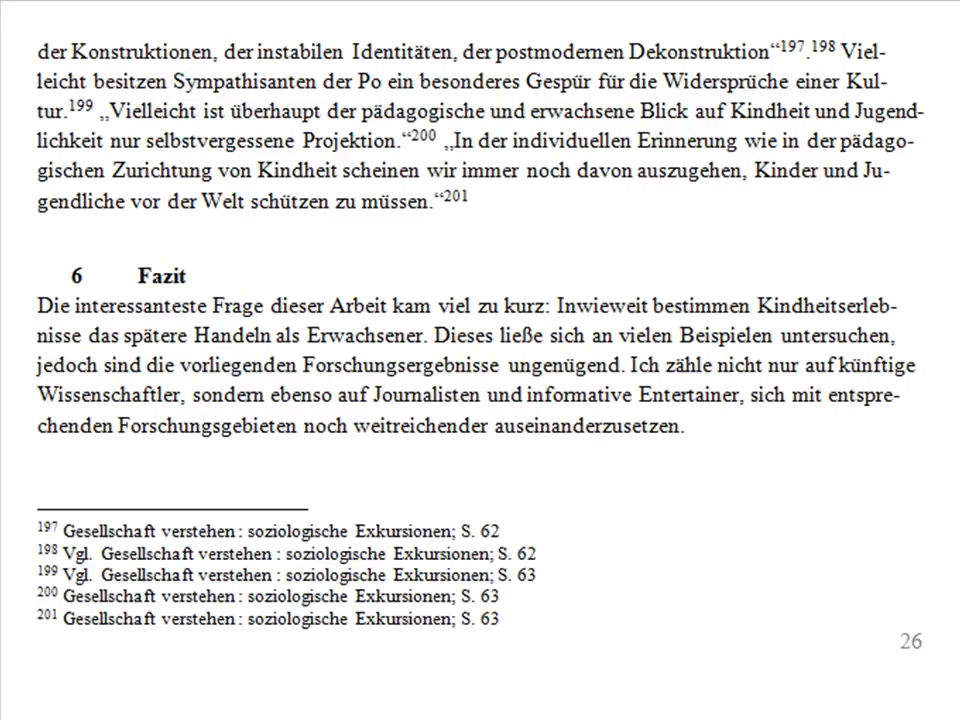 der Konstruktionen, der instabilen Identitäten, der postmodernen Dekonstruktion“197.198 Viel-
leicht besitzen Sympathisanten der Po ein besonderes Gespür für die Widersprüche einer Kul-
tur.199 „Vielleicht ist überhaupt der pädagogische und erwachsene Blick auf Kindheit und Jugend-
lichkeit nur selbstvergessene Projektion.“200 „In der individuellen Erinnerung wie in der pädago-
gischen Zurichtung von Kindheit scheinen wir immer noch davon auszugehen, Kinder und Ju-
gendliche vor der Welt schützen zu müssen.“201
6 Fazit
Die interessanteste Frage dieser Arbeit kam viel zu kurz: Inwieweit bestimmen Kindheitserleb-
nisse das spätere Handeln als Erwachsener. Dieses ließe sich an vielen Beispielen untersuchen,
jedoch sind die vorliegenden Forschungsergebnisse ungenügend. Ich zähle nicht nur auf künftige
Wissenschaftler, sondern ebenso auf Journalisten und informative Entertainer, sich mit entspre-
chenden Forschungsgebieten noch weitreichender auseinanderzusetzen.
197 Gesellschaft verstehen : soziologische Exkursionen; S. 62
198 Vgl. Gesellschaft verstehen : soziologische Exkursionen; S. 62
199 Vgl. Gesellschaft verstehen : soziologische Exkursionen; S. 63
200 Gesellschaft verstehen : soziologische Exkursionen; S. 63
201 Gesellschaft verstehen : soziologische Exkursionen; S. 63
26